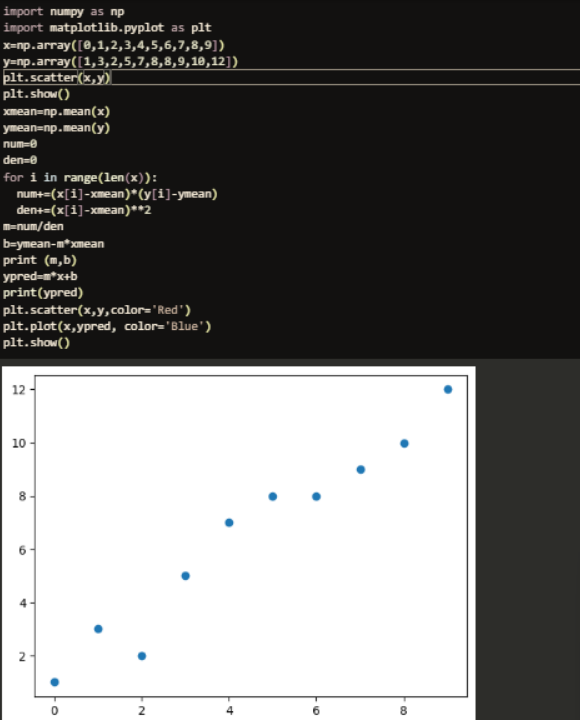 import numpy as np
import matplotlib.pyplot as plt
x=np.array([0,1,2,3,4,5,6,7,8,9])
y=np.array([1,3,2,5,7,8,8,9,10,12])
plt.scatter(x,y)
plt.show()
xmean=np.mean(x)
ymean=np.mean(y)
num=0
den=0
for i in range(len(x)):
  num+=(x[i]-xmean)*(y[i]-ymean)
  den+=(x[i]-xmean)**2
m=num/den
b=ymean-m*xmean
print (m,b)
ypred=m*x+b
print(ypred)
plt.scatter(x,y,color='Red')
plt.plot(x,ypred, color='Blue')
plt.show()
12
10
8
6
4
2
0 2 4 6 8